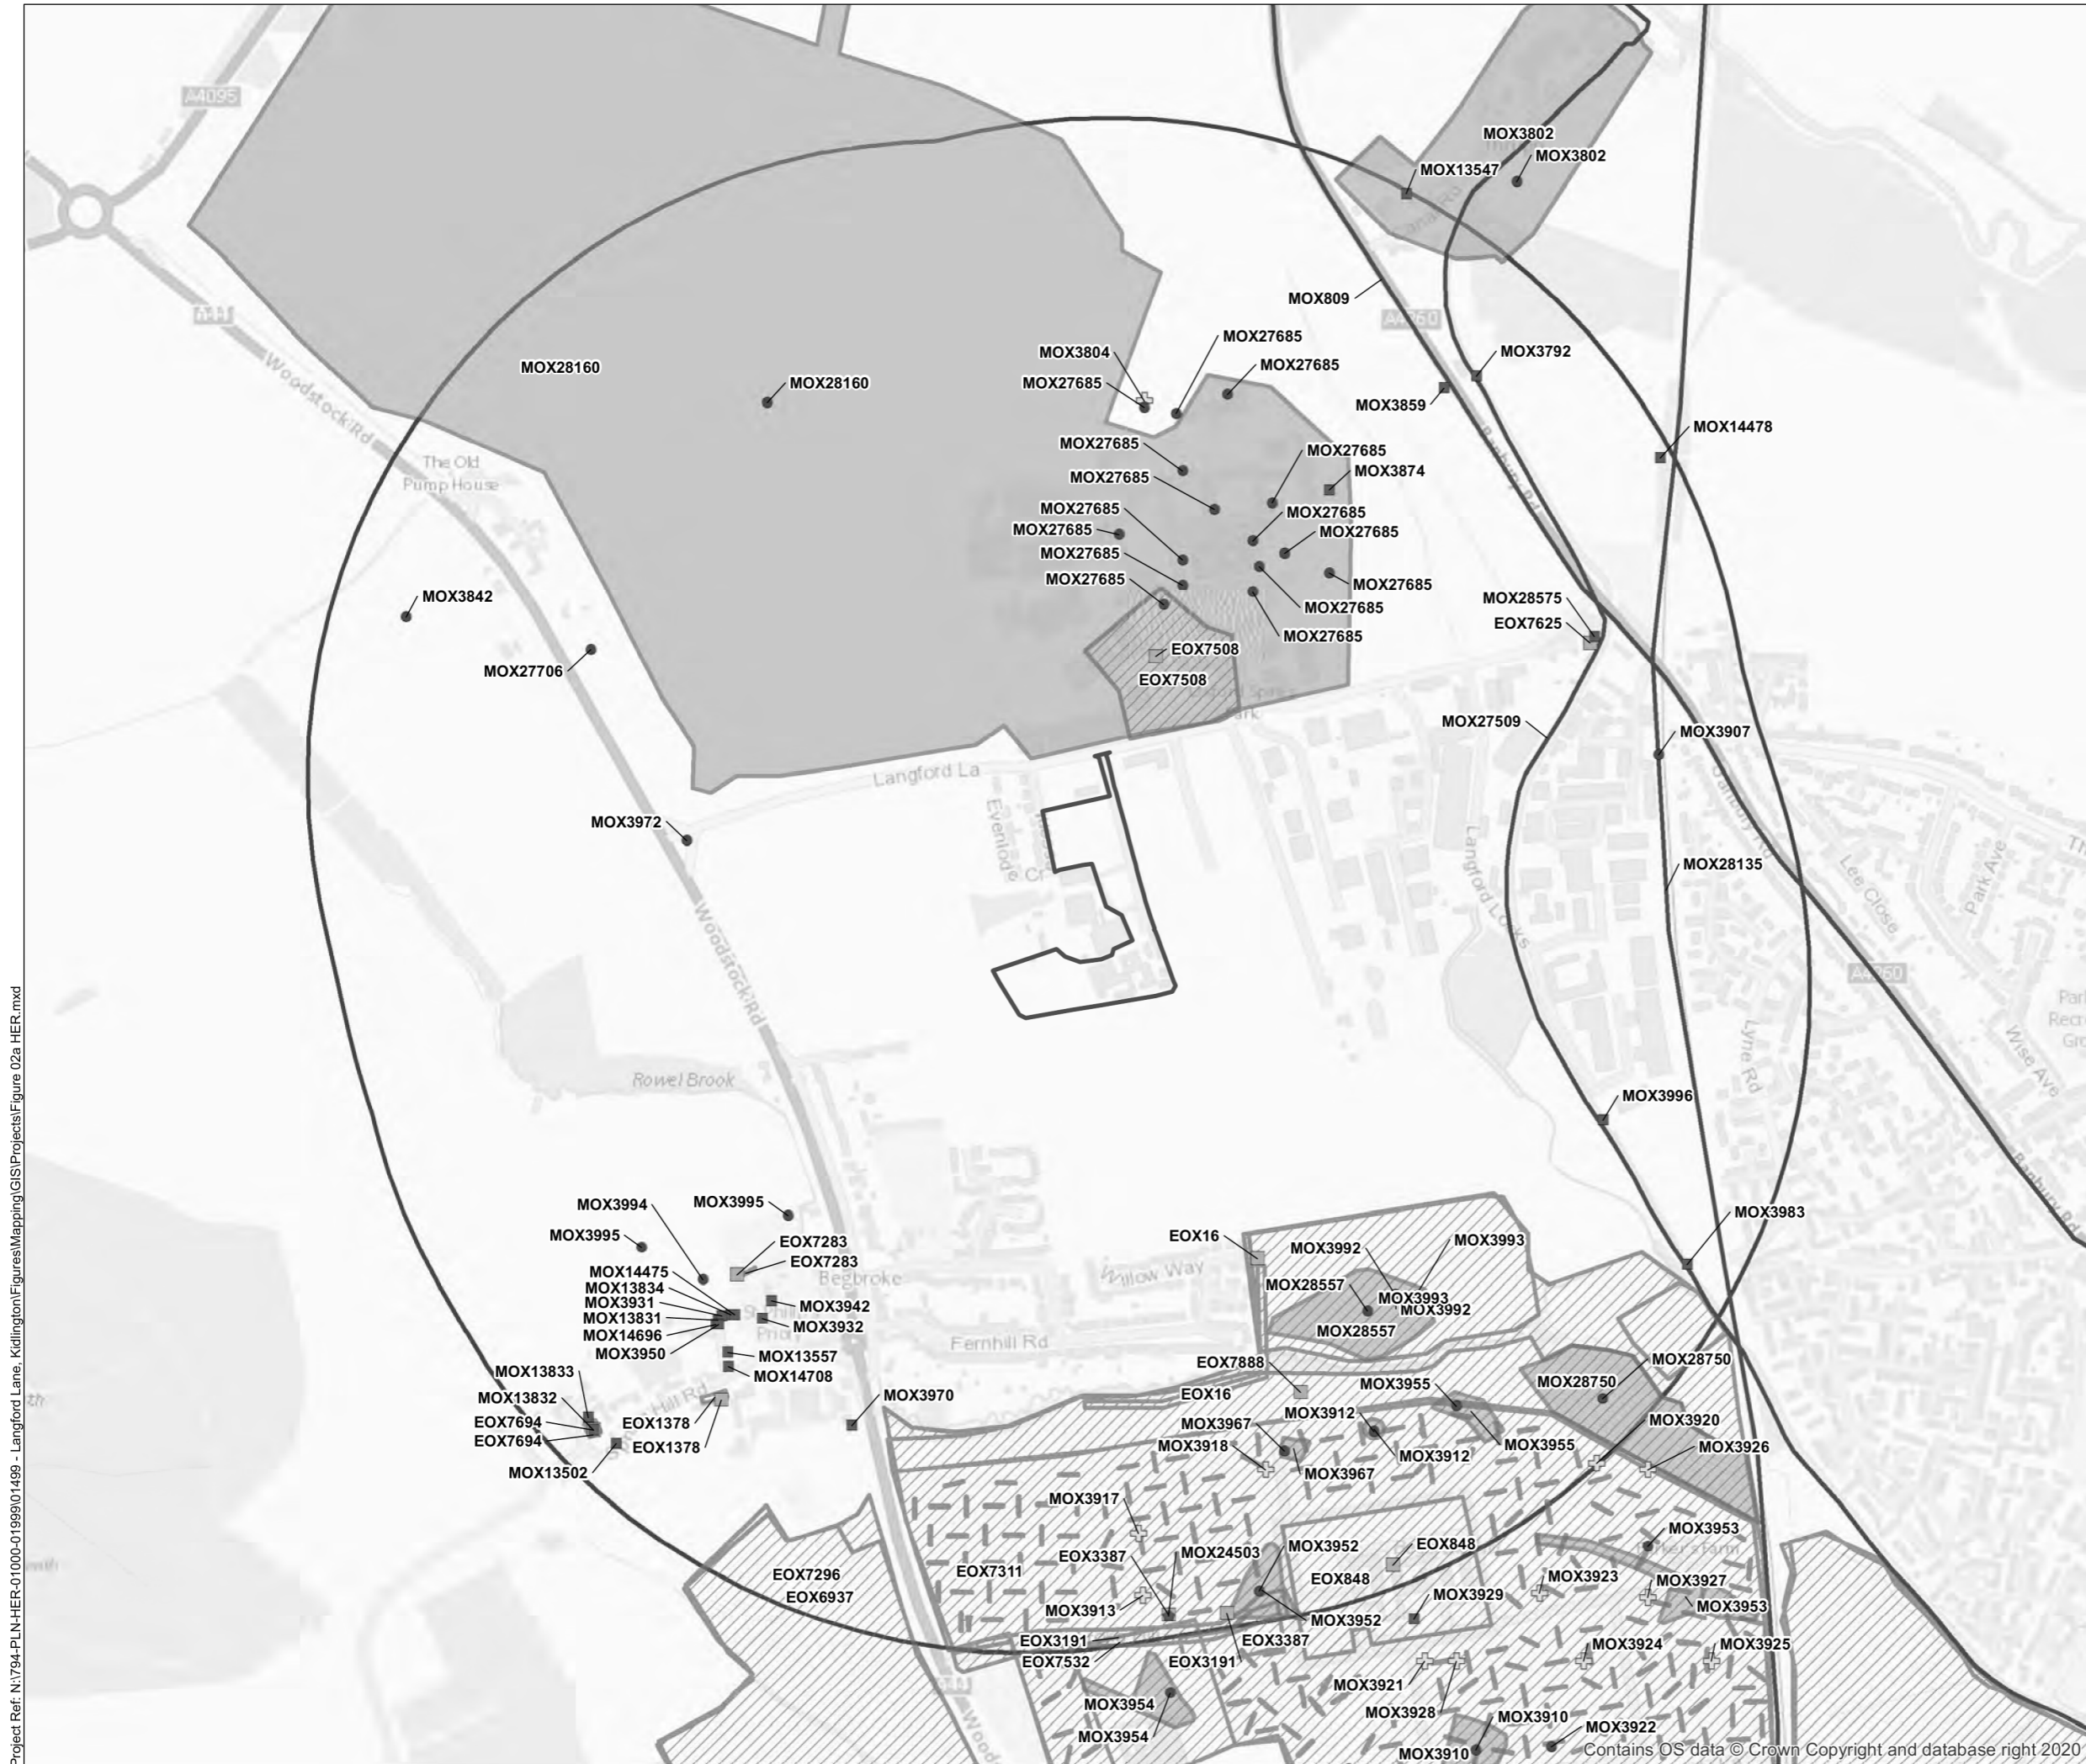 MOX3802
MOX3802
MOX13547
A4095
MOX809
A4260
A44
MOX27685
MOX3804
MOX27685
MOX27685
MOX3792
MOX28160
MOX28160
MOX3859
Woodstock Rd
MOX14478
MOX27685
MOX27685
MOX3874
The Old
Pump House
MOX27685
MOX27685
MOX27685
MOX27685
MOX27685
MOX27685
MOX27685
MOX27685
MOX27685
MOX27685
Banbury Rd
MOX3842
MOX28575
EOX7625
MOX27706
EOX7508
EOX7508
MOX27509
MOX3907
Langford La
Banbury Rd
MOX3972
Evenlode Cr
Langford Locks
MOX28135
Lee Close
Park Ave
Woodstock Rd
A4260
Lyne Rd
Wise Ave
Rowel Brook
MOX3996
Banbury Rd
MOX3994
MOX3995
MOX3995
MOX3983
EOX7283
EOX7283
EOX16
MOX3992
MOX3993
MOX14475
MOX13834
MOX3931
MOX13831
MOX14696
MOX3950
Begbroke
MOX3942
MOX3932
Willow Way
MOX28557
MOX3993
MOX3992
MOX28557
Fernhill Rd
MOX13557
MOX14708
EOX7888
MOX28750
MOX28750
MOX13833
MOX13832
EOX7694
EOX7694
EOX1378
EOX1378
MOX13502
MOX3970
EOX16
MOX3955
MOX3912
MOX3967
MOX3918
MOX3912
MOX3955
MOX3920
MOX3926
MOX3967
MOX3917
EOX3387
MOX24503
MOX3952
EOX848
EOX848
MOX3953
EOX7296
EOX6937
EOX7311
MOX3913
MOX3929
MOX3923
MOX3927
MOX3953
MOX3952
EOX3191
EOX7532
EOX3387
EOX3191
MOX3924
MOX3925
MOX3921
MOX3928
MOX3954
MOX3954
MOX3910
MOX3910
MOX3922
Contains OS data © Crown Copyright and database right 2020
Project Ref: N:\794-PLN-HER-01000-01999\01499 - Langford Lane, Kidlington\Figures\Mapping\GIS\Projects\Figure 02a HER.mxd